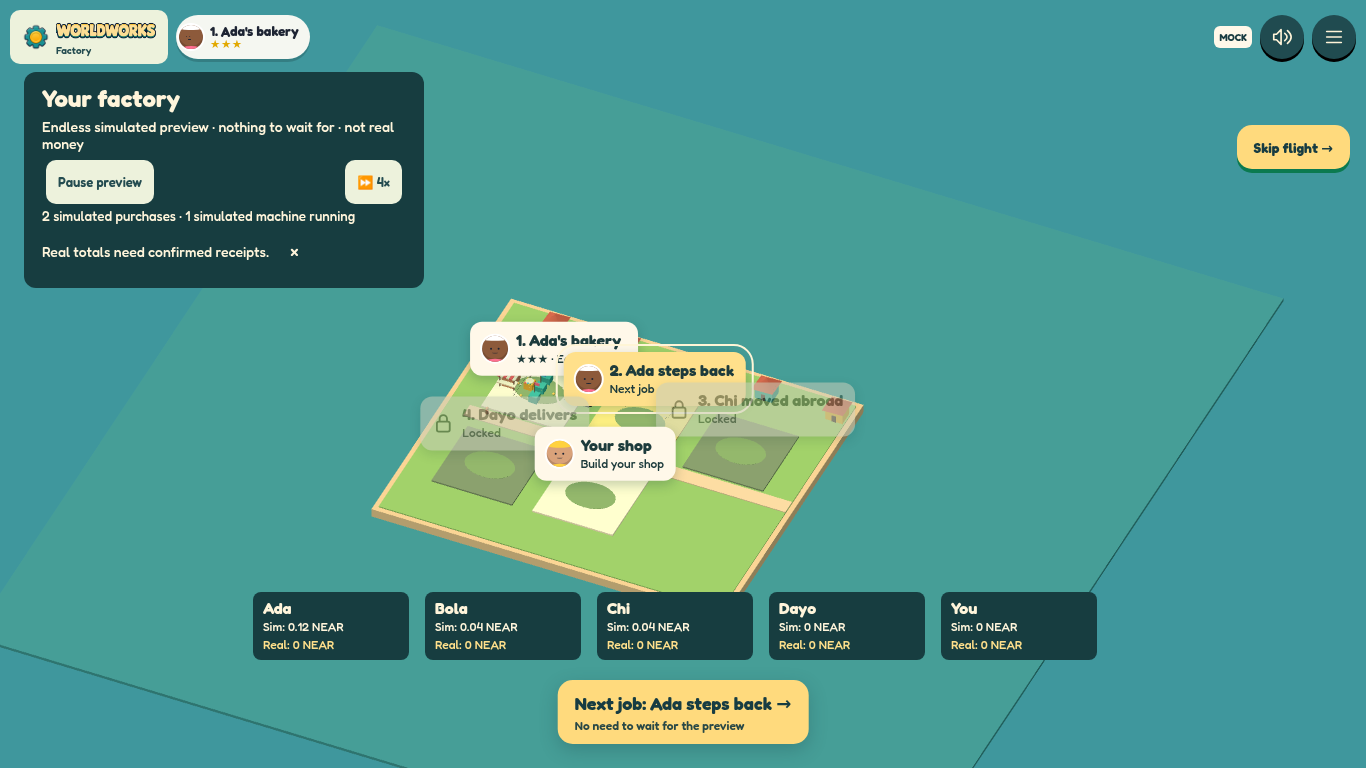 WORLDWORKS
Factory
1. Ada's bakery
★★★
MOCK
Your factory
Endless simulated preview · nothing to wait for · not real
money
Pause preview
⏩ 4x
2 simulated purchases · 1 simulated machine running
Real totals need confirmed receipts.
×
Skip flight →
1. Ada's bakery
★★★ ·
2. Ada steps back
Next job
3. Chi moved abroad
Locked
4. Dayo delivers
Locked
Your shop
Build your shop
Ada
Sim: 0.12 NEAR
Real: 0 NEAR
Bola
Sim: 0.04 NEAR
Real: 0 NEAR
Chi
Sim: 0.04 NEAR
Real: 0 NEAR
Dayo
Sim: 0 NEAR
Real: 0 NEAR
You
Sim: 0 NEAR
Real: 0 NEAR
Next job: Ada steps back →
No need to wait for the preview